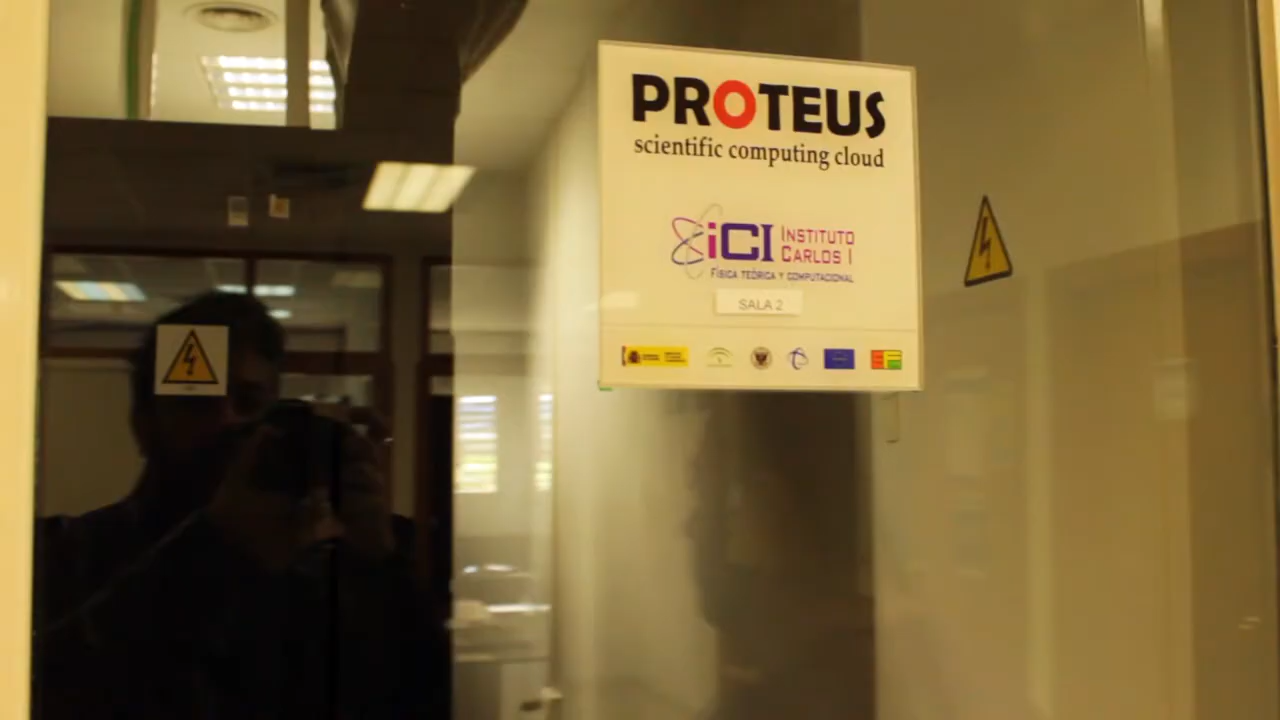 PROTEUS
scientific computing cloud
iCI INSTITUTO
CARLOS I
FÍSICA TEÓRICA Y COMPUTACIONAL
SALA 2